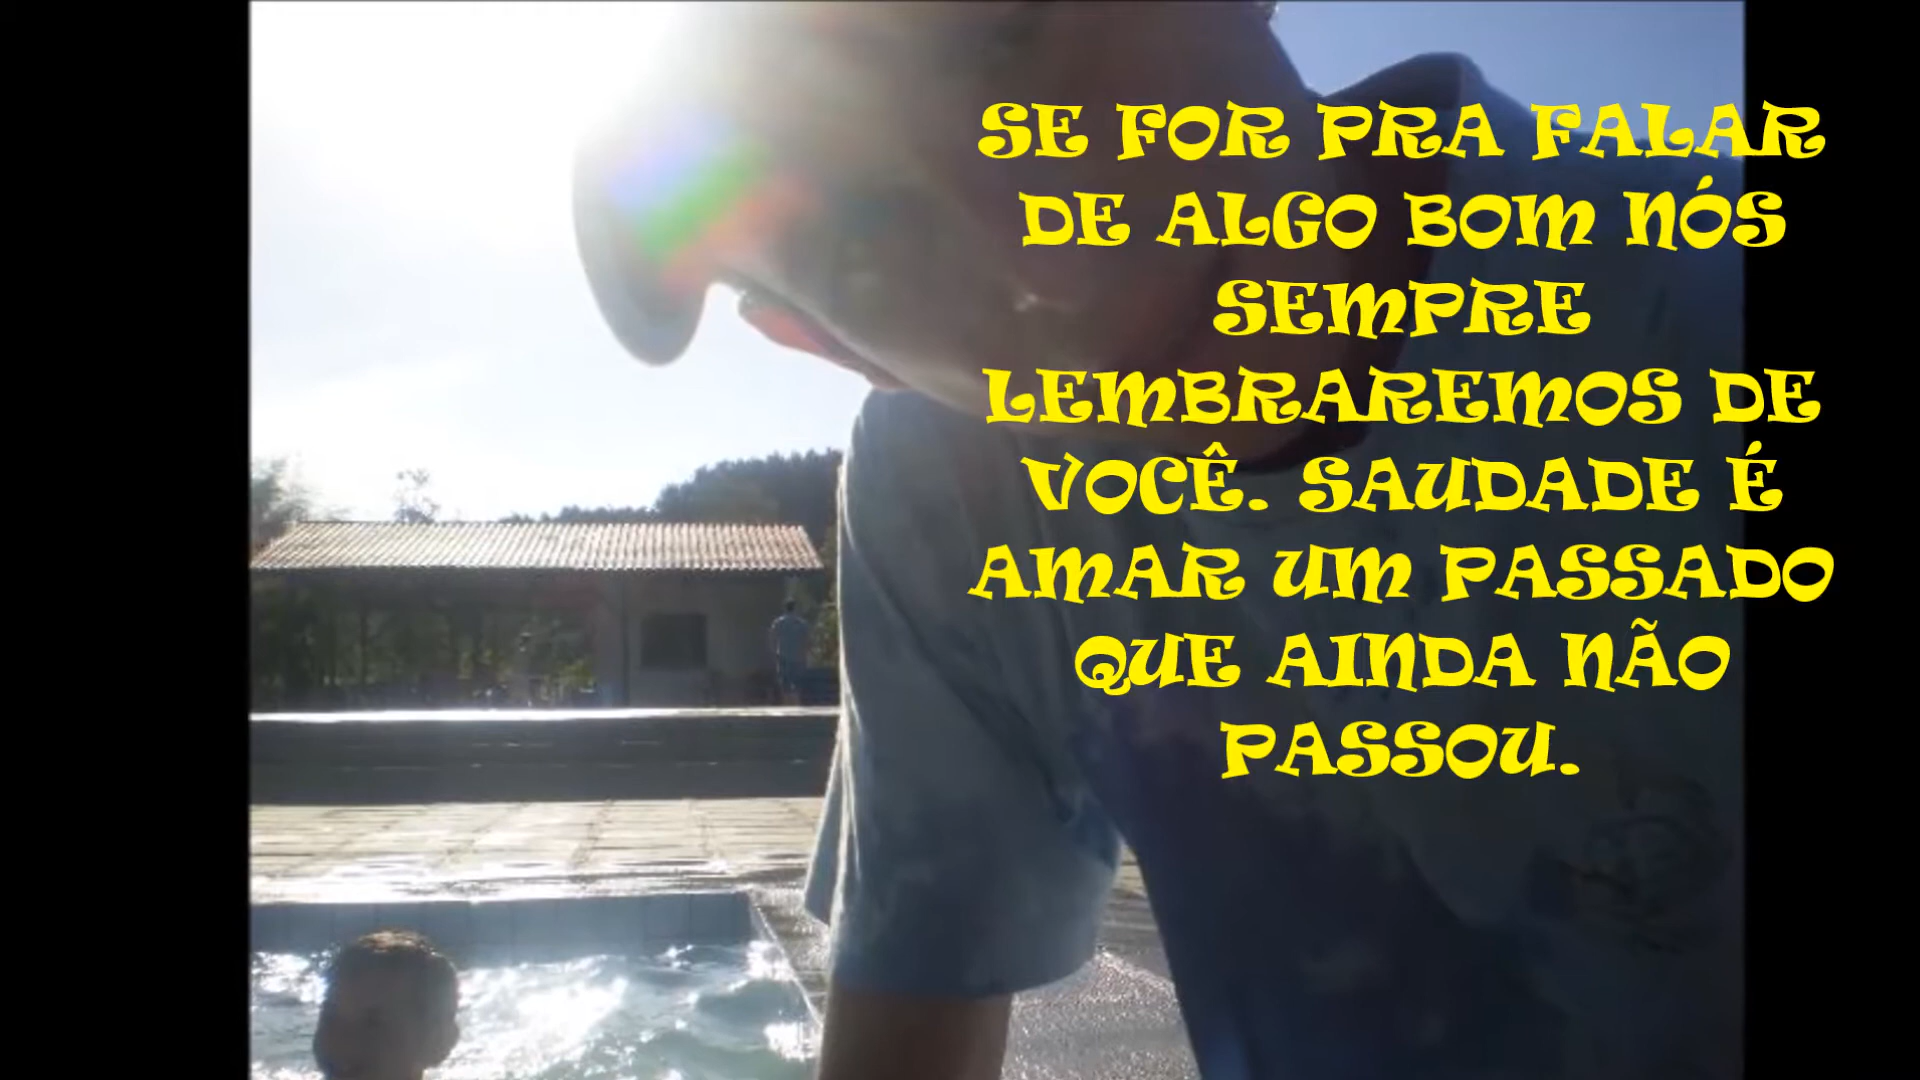 SE FOR PRA FALAR
DE ALGO BOM NÓS
SEMPRE
LEMBRAREMOS DE
VOCÊ. SAUDADE É
AMAR UM PASSADO
QUE AINDA NÃO
PASSOU.